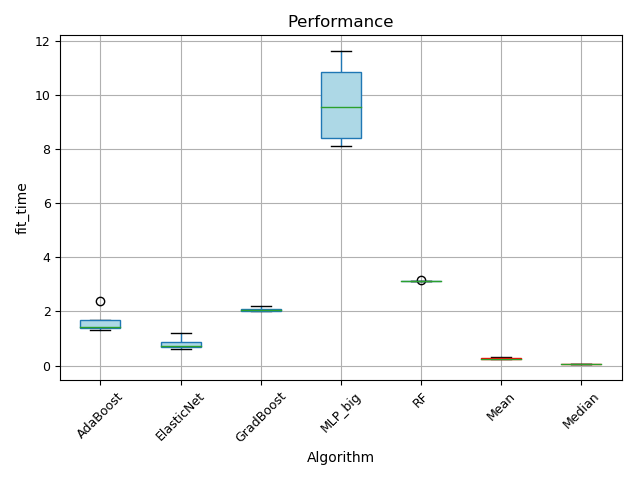 Performance
12
10
8
6
4
2
0
fit_time
AdaBoost
ElasticNet
GradBoost
MLP_big
RF
Mean
Median
Algorithm